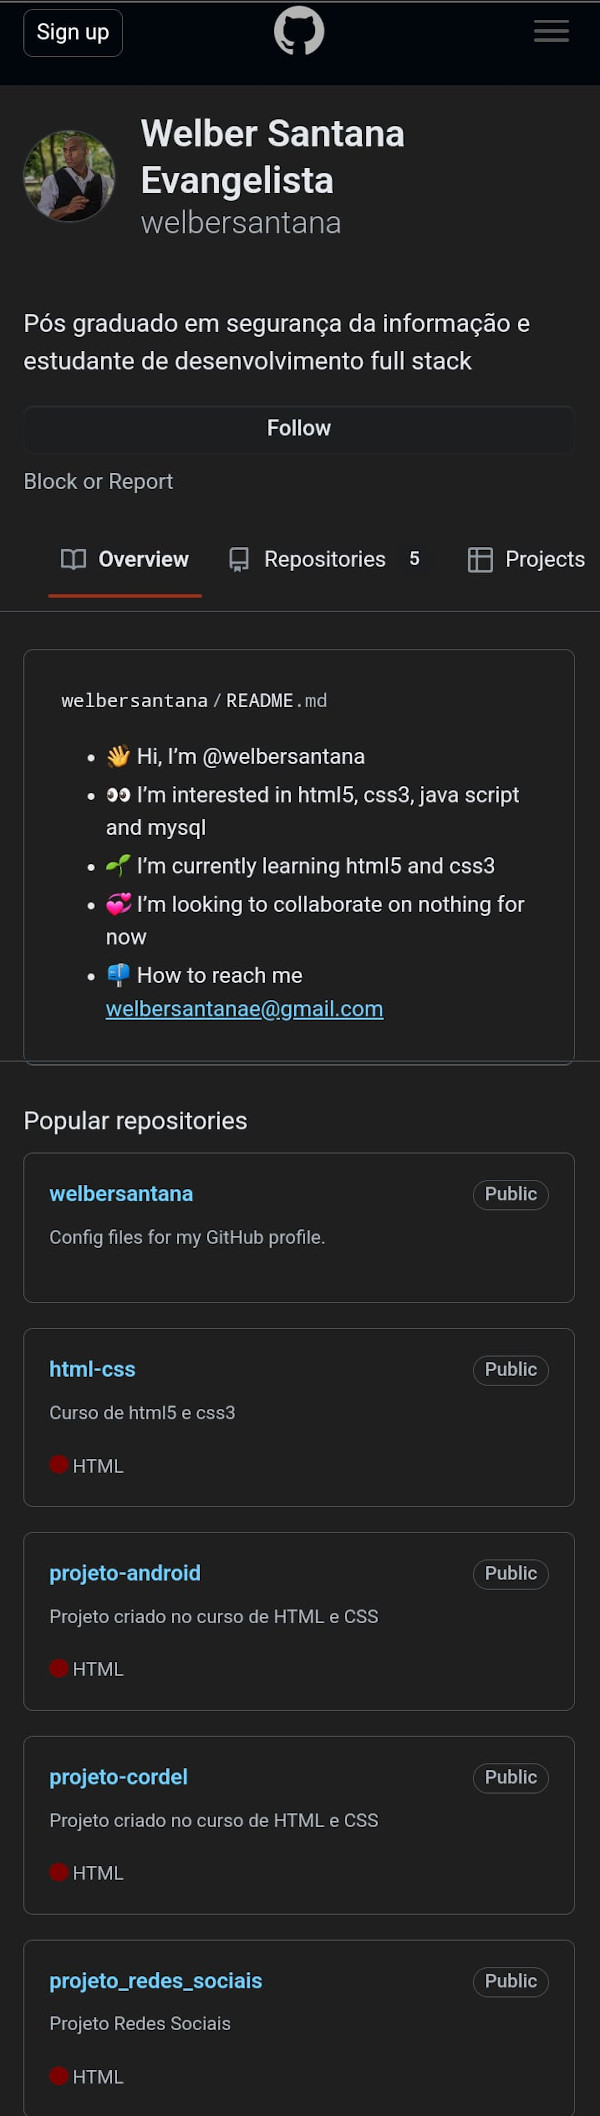 Sign up
Welber Santana
Evangelista
welbersantana
Pós graduado em segurança da informação e
estudante de desenvolvimento full stack
Follow
Block or Report
Overview Repositories 5 Projects
welbersantana / README.md
• 👋 Hi, I’m @welbersantana
• 👀 I’m interested in html5, css3, java script
and mysql
• 🌱 I’m currently learning html5 and css3
• 💞️ I’m looking to collaborate on nothing for
now
• 📫 How to reach me
welbersantanae@gmail.com
Popular repositories
welbersantana Public
Config files for my GitHub profile.
html-css Public
Curso de html5 e css3
HTML
projeto-android Public
Projeto criado no curso de HTML e CSS
HTML
projeto-cordel Public
Projeto criado no curso de HTML e CSS
HTML
projeto_redes_sociais Public
Projeto Redes Sociais
HTML